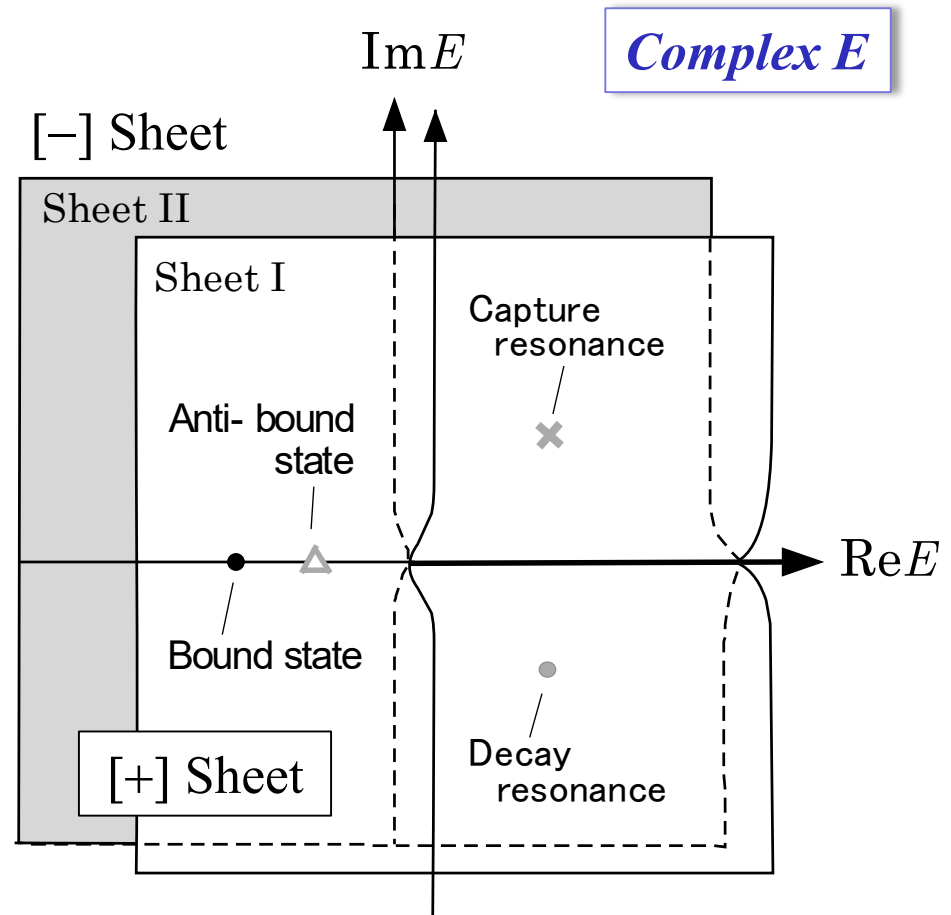 Complex E
ImE
[−] Sheet
Sheet II
Sheet I
Capture
resonance
Anti- bound
state
ReE
Bound state
Decay
resonance
[+] Sheet